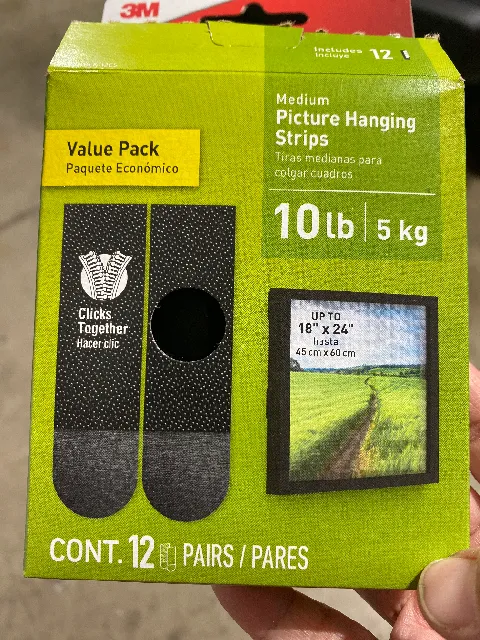 3M
Includes
Incluye
12
Medium
Picture Hanging
Strips
Tiras medianas para
colgar cuadros
10 lb | 5 kg
Value Pack
Paquete Económico
Clicks
Together
Hacer clic
UP TO
18" x 24"
hasta
45 cm x 60 cm
CONT. 12 PAIRS / PARES